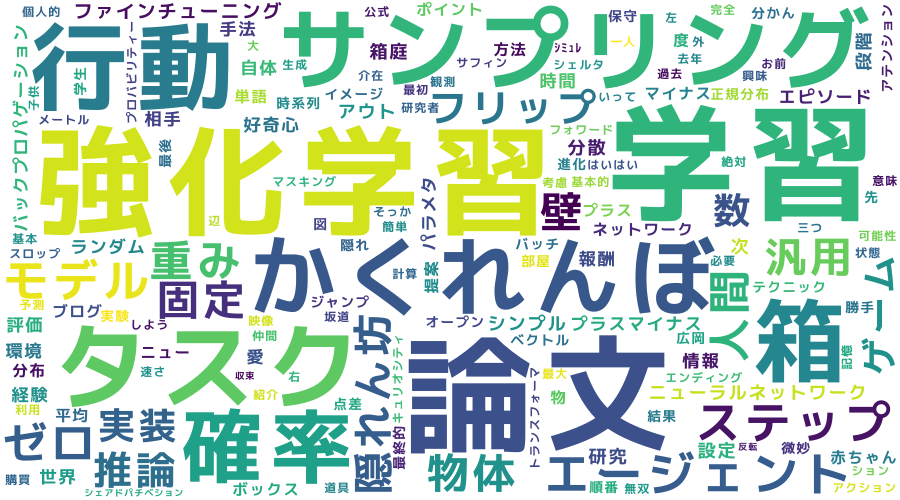 個人的
ファインチューニング
公式
ポイント
完全
左
分かん
行動
サンプリング
手法
大
箱庭
方法
ｼﾐｭﾚ
保守
一人
度
外
段階
アテンション
子供
学生
プロパビリティー
自体
生成
介在
サフィン
シェルタ
去年
お前
単語
イメージ
最初
観測
時間
過去
興味
時系列
アウト
研究者
フリップ
いって
マイナス
正規分布
エピソード
メートル
相手
好奇心
フォワード
バックプロパゲーション
最後
強化学習
分散
学習
絶対
進化
はいはい
意味
マスキング
考慮
基本的
先
パラメタ
壁
プラス
数
辺
図
そっか
簡単
ネットワーク
三つ
可能性
基本
スロップ
ランダム
重み
かくれんぼ
隠れ
バッチ
次
汎用
状態
モデル
計算
提案
部屋
報酬
必要
テクニック
固定
ジャンプ
坂道
人間
箱
ゲーム
予測
ブログ
実験
勝手
評価
しよう
映像
仲間
オープン
シンプル
プラスマイナス
広岡
ベクトル
記憶
タスク
隠れん坊
キュリオシティ
論文
環境
ニュー
愛
情報
分布
速さ
収束
右
エンディング
経験
紹介
最大
トランスフォーマ
物
ニューラルネットワーク
利用
平均
実装
確率
点差
最終的
結果
ステップ
ゼロ
推論
物体
研究
設定
反転
微妙
赤ちゃん
購買
世界
ボックス
道具
エージェント
ション
シェアドパチベション
順番
無双
アクション